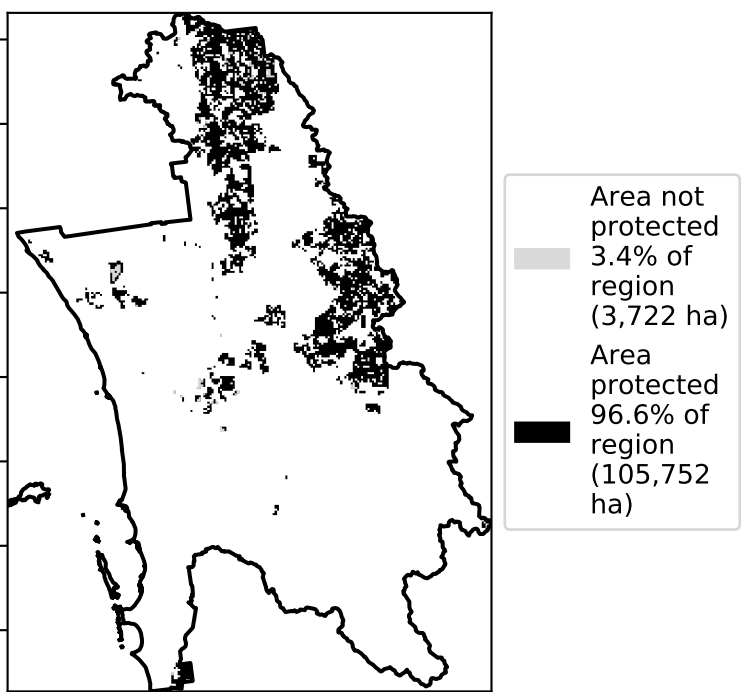 Area not
protected
3.4% of
region
(3,722 ha)
Area
protected
96.6% of
region
(105,752
ha)